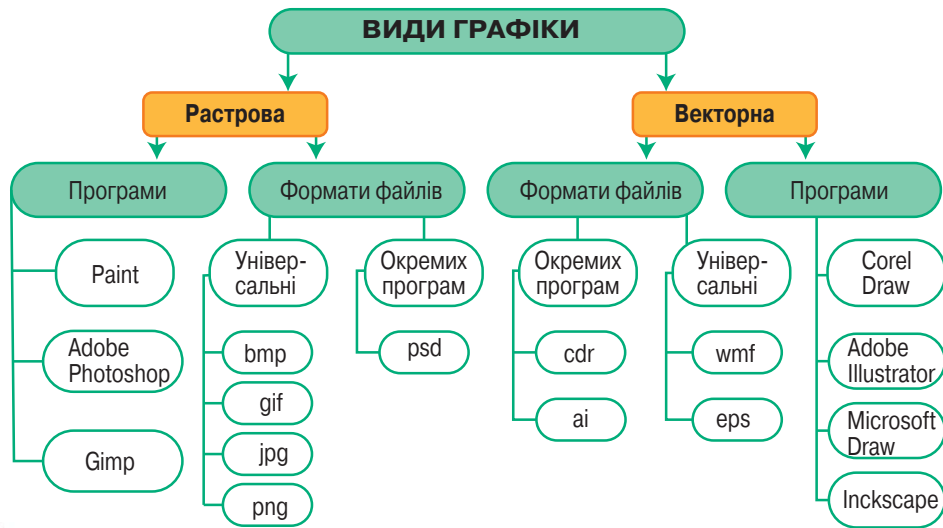 ВИДИ ГРАФІКИ
Растрова
Векторна
Програми
Формати файлів
Формати файлів
Програми
Paint
Adobe
Photoshop
Gimp
Універ-
сальні
bmp
gif
jpg
png
Окремих
програм
psd
Окремих
програм
cdr
ai
Універ-
сальні
wmf
eps
Corel
Draw
Adobe
Illustrator
Microsoft
Draw
Inckscape